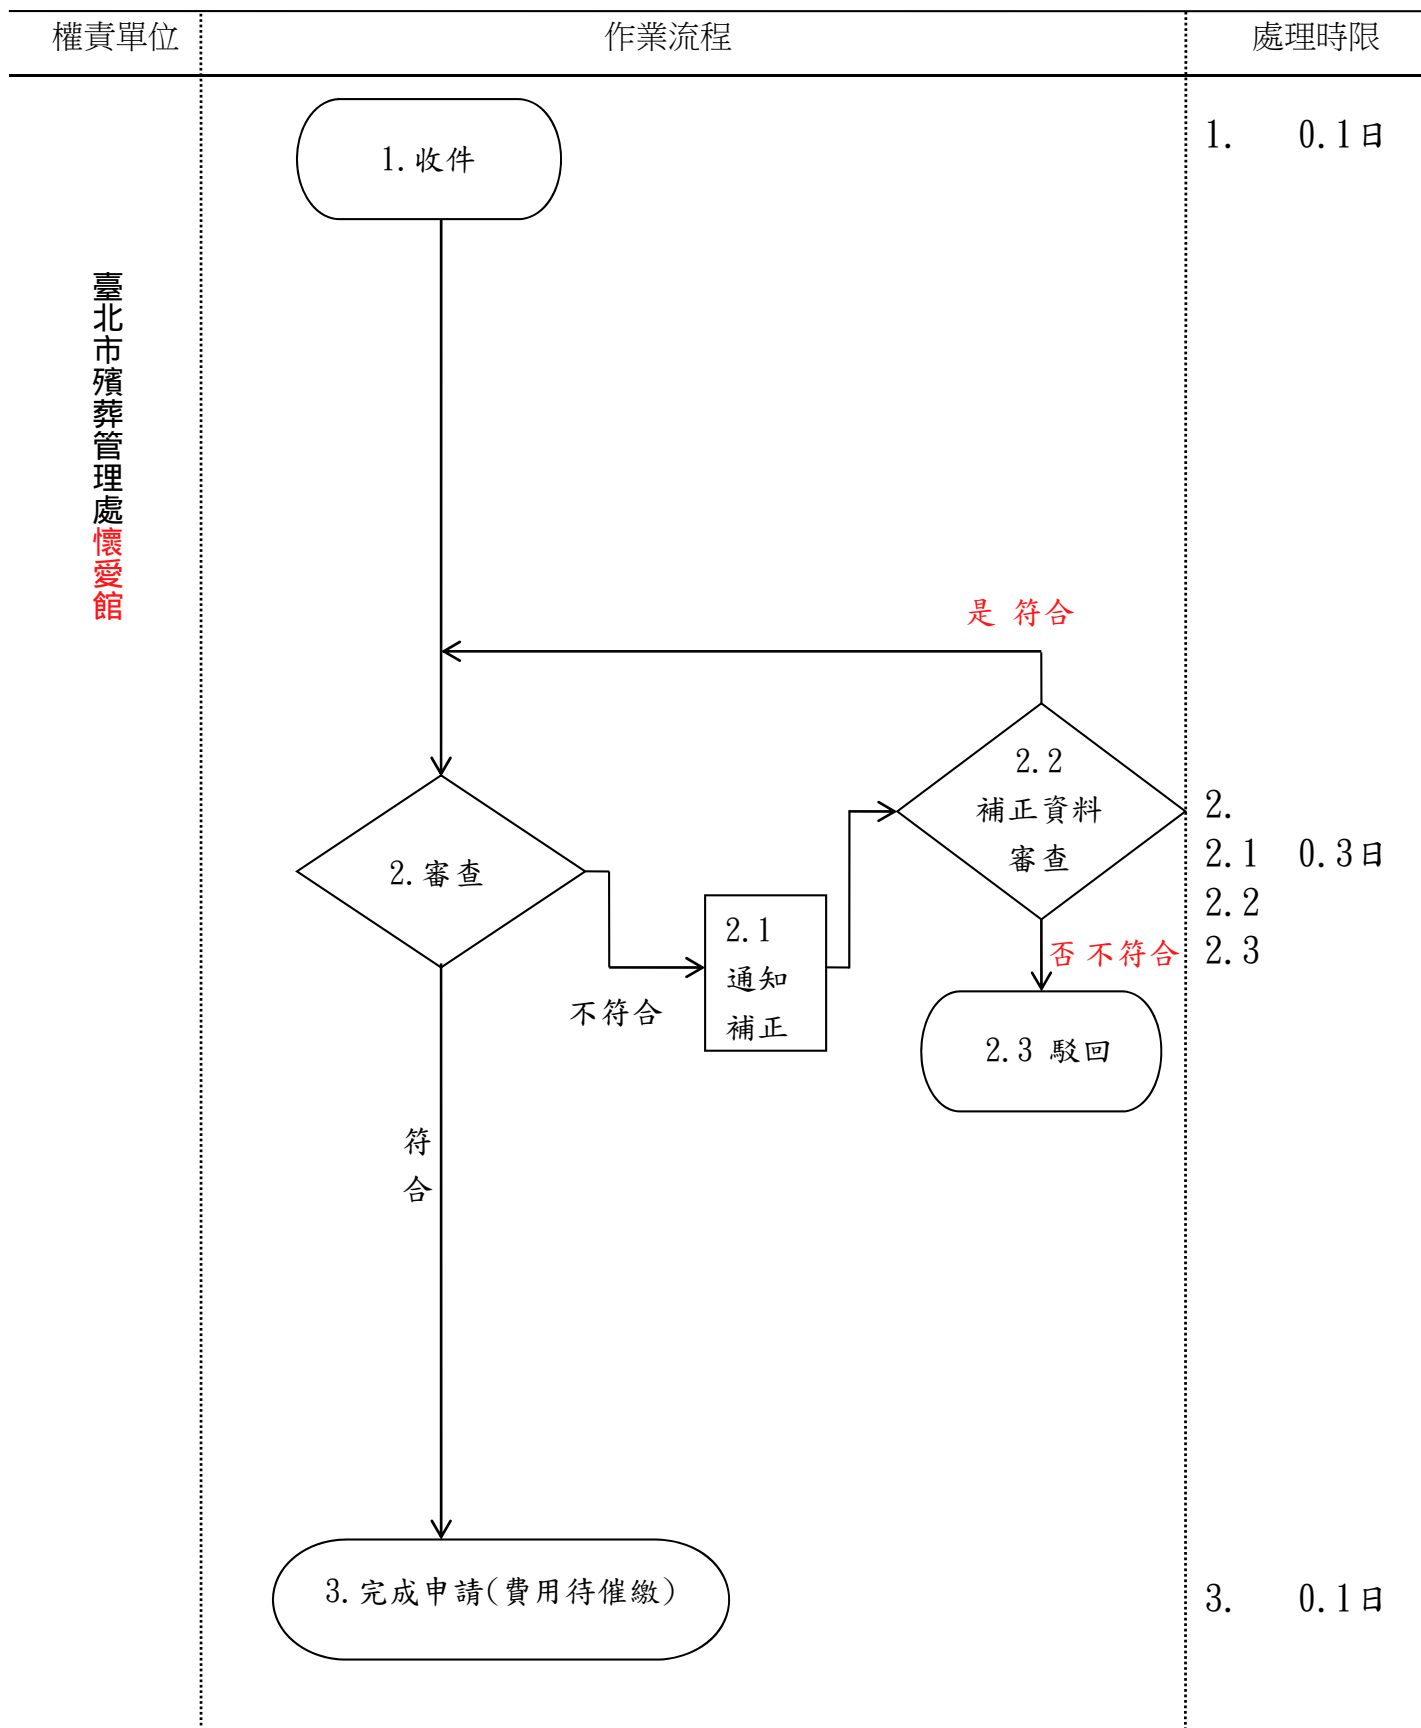 權責單位
作業流程
處理時限
1.收件
1. 0.1日
臺北市殯葬管理處懷愛館
是 符合
2.2
補正資料
審查
2.審查
2.
2.1 0.3日
2.2
2.3
2.1
通知
補正
不符合
否 不符合
2.3 駁回
符
合
3.完成申請(費用待催繳)
3. 0.1日